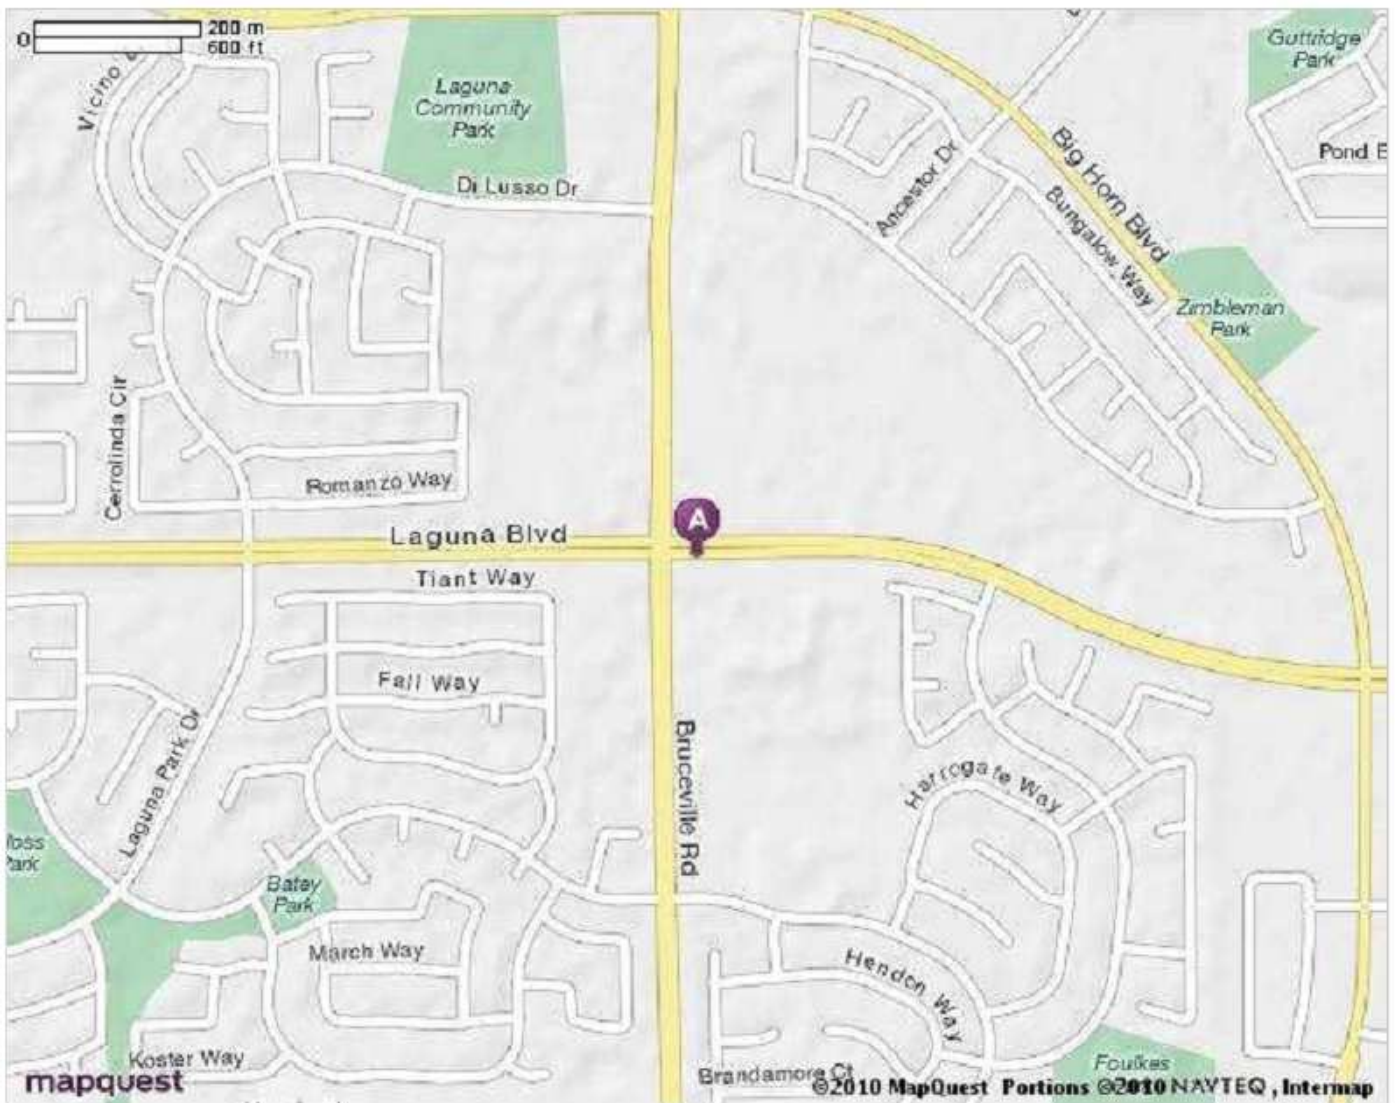 0
200 m
600 ft
Vicino
Laguna
Community
Park
Guttridge
Park
Pond
Di Lusso Dr
Ancestor Dr
Big Horn Blvd
Bungalow Way
Zimbleman
Park
Cerrolinda Cir
Romanzo Way
A
Laguna Blvd
Tiant Way
Fall Way
Laguna Park Dr
Bruceville Rd
Harrogate Way
Batey
Park
March Way
Hendon Way
Koster Way
Brandamore Ct
Foulkes
mapquest
©2010 MapQuest Portions ©2010 NAVTEQ, Intermap